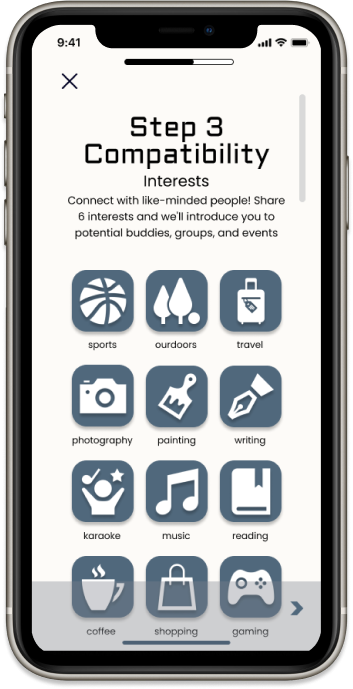 9:41
Step 3
Compatibility
Interests
Connect with like-minded people! Share
6 interests and we'll introduce you to
potential buddies, groups, and events
sports
ourdoors
travel
photography
painting
writing
karaoke
music
reading
coffee
shopping
gaming